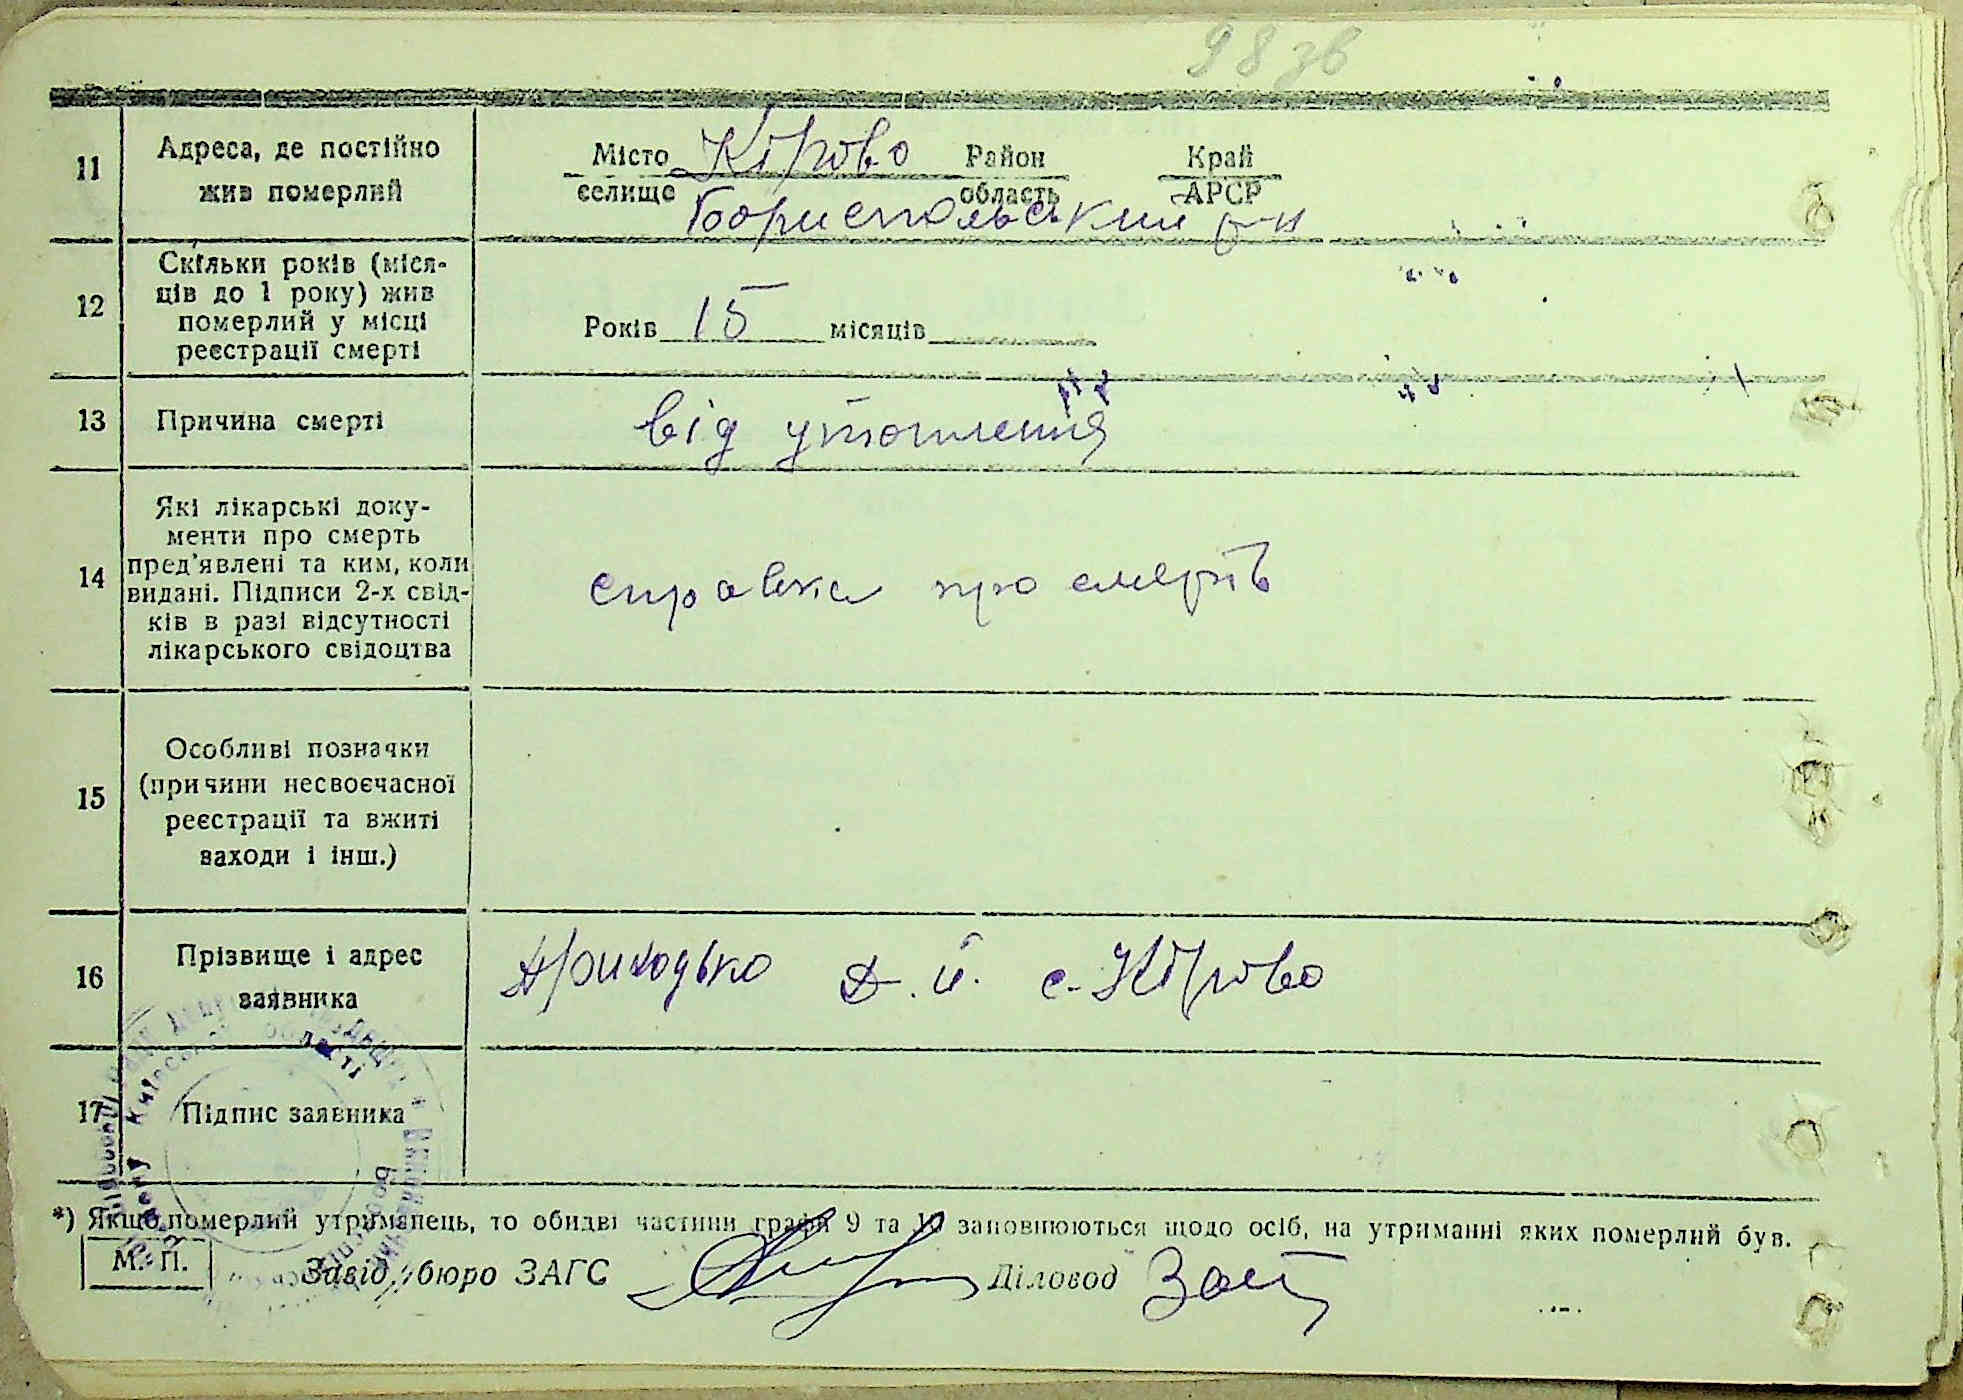 98 зв
11 Адреса, де постійно жив померлий
Місто Кірово Район Край
селище область АРСР
Бориспольський р-н
12 Скільки років (міся-
ців до 1 року) жив
померлий у місці
реєстрації смерті
Років 15 місяців
13 Причина смерті
від утоплення
14 Які лікарські доку-
менти про смерть
пред'явлені та ким, коли
видані. Підписи 2-х свід-
ків в разі відсутності
лікарського свідоцтва
справка про смерть
15 Особливі позначки
(причини несвоєчасної
реєстрації та вжиті
заходи і інш.)
16 Прізвище і адрес
заявника
Приходько Д. И. с. Кірово
17 Підпис заявника
*) Якщо померлий утриманець, то обидві частини графи 9 та 10 заповнюються щодо осіб, на утриманні яких померлий був.
М. П. Завід. бюро ЗАГС Діловод